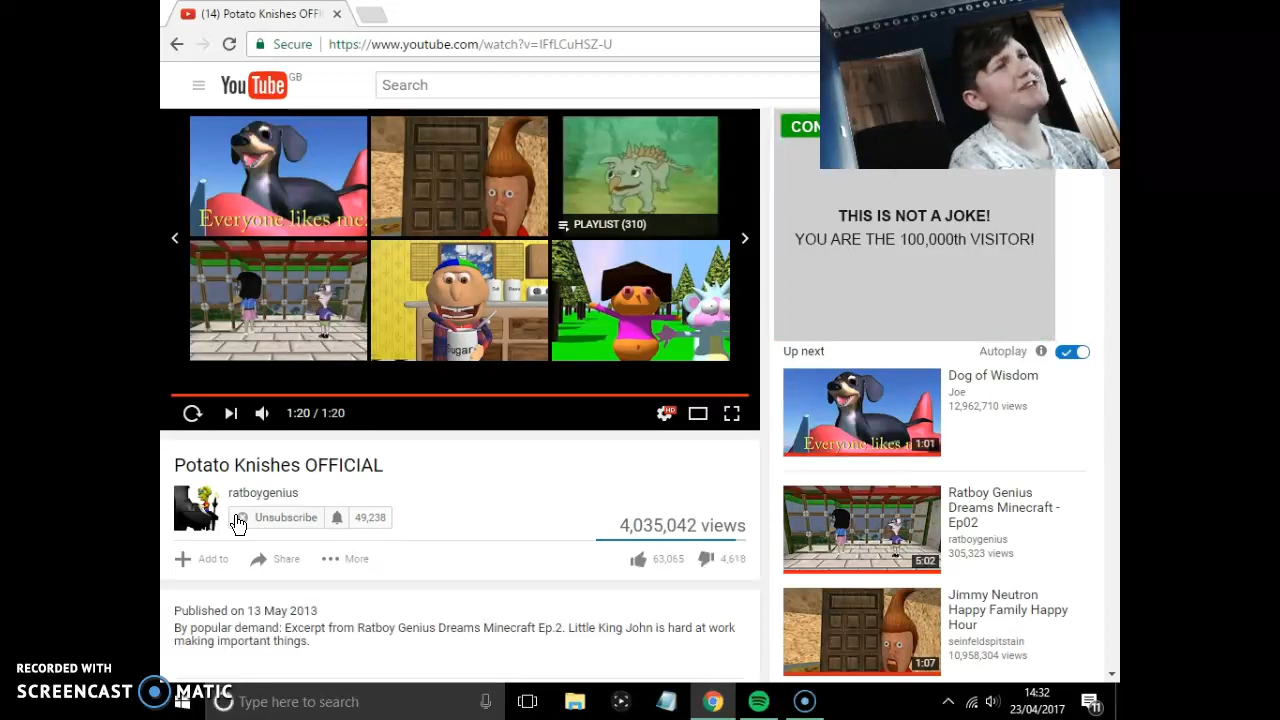 (14) Potato Knishes OFFI
Secure
https://www.youtube.com/watch?v=IFfLCuHSZ-U
YouTube GB
Search
CON
Everyone likes me.
PLAYLIST (310)
Sugar
THIS IS NOT A JOKE!
YOU ARE THE 100,000th VISITOR!
1:20 / 1:20
HD
Up next
Autoplay
Everyone likes
1:01
Dog of Wisdom
Joe
12,962,710 views
Potato Knishes OFFICIAL
ratboygenius
Unsubscribe
49,238
4,035,042 views
Add to
Share
More
63,065
4,618
5:02
Ratboy Genius
Dreams Minecraft -
Ep02
ratboygenius
305,323 views
Published on 13 May 2013
By popular demand: Excerpt from Ratboy Genius Dreams Minecraft Ep.2. Little King John is hard at work
making important things.
1:07
Jimmy Neutron
Happy Family Happy
Hour
seinfeldspitstain
10,958,304 views
RECORDED WITH
SCREENCAST MATIC
Type here to search
14:32
23/04/2017
11